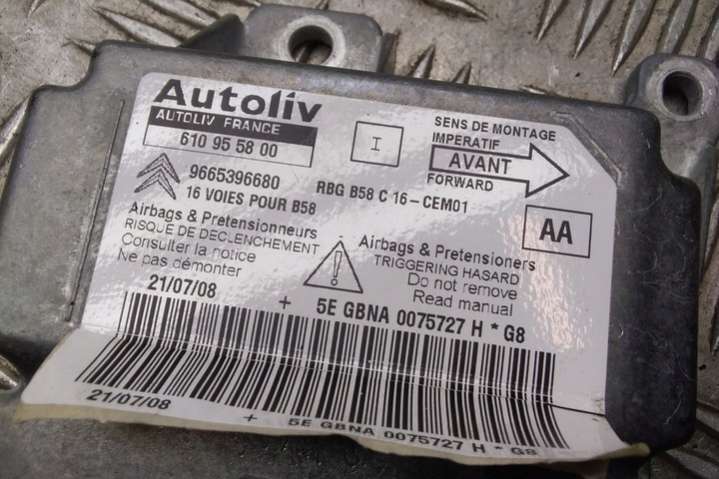 Autoliv
AUTOLIV FRANCE
610 95 58 00
I
SENS DE MONTAGE
IMPERATIF
AVANT
FORWARD
9665396680
16 VOIES POUR B58
RBG B58 C 16-CEM01
AA
Airbags & Pretensionneurs
RISQUE DE DECLENCHEMENT
Consulter la notice
Ne pas démonter
!
Airbags & Pretensioners
TRIGGERING HASARD
Do not remove
Read manual
21/07/08 + 5E GBNA 0075727 H * G8
21/07/08 + 5E GBNA 0075727 H * G8